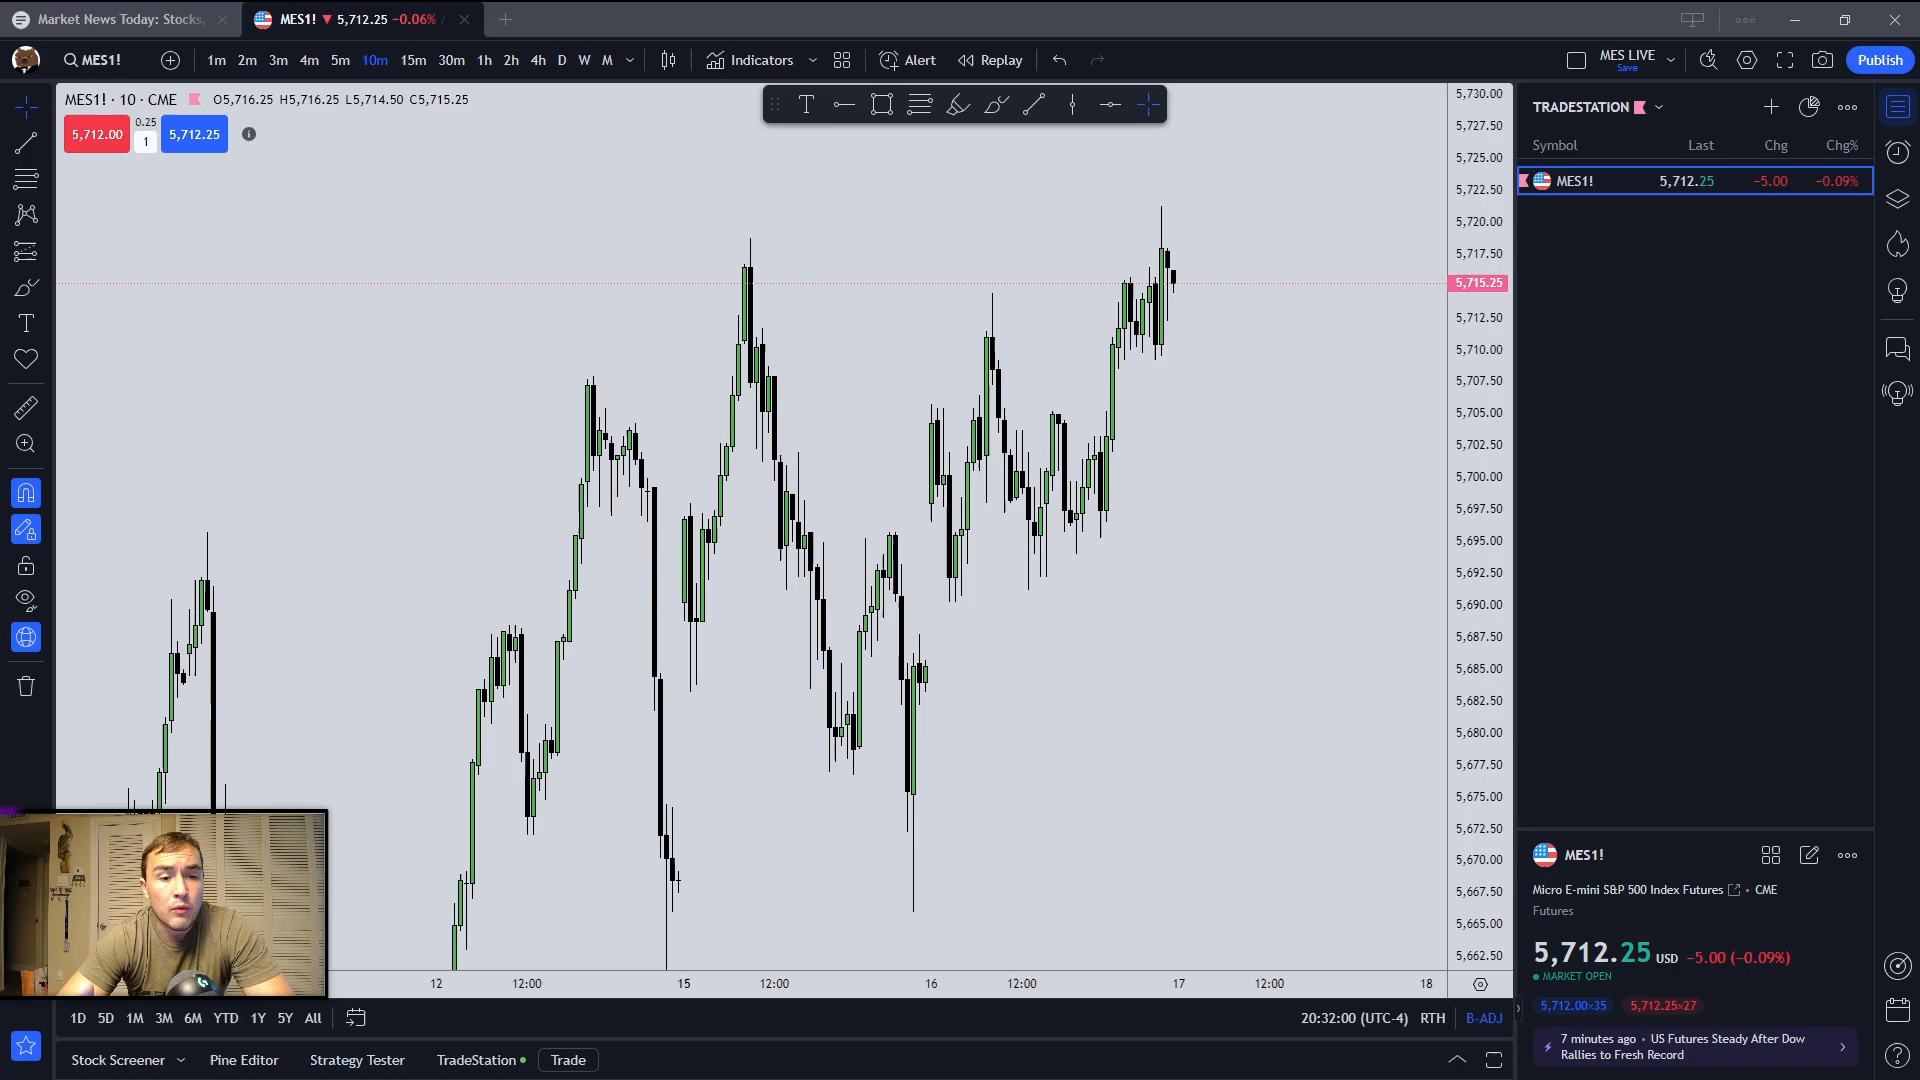 Market News Today: Stocks,
MES1! ▼ 5,712.25 −0.06% /
MES1!
1m 2m 3m 4m 5m 10m 15m 30m 1h 2h 4h D W M
Indicators
Alert
Replay
MES LIVE
Save
Publish
MES1! · 10 · CME
O5,716.25 H5,716.25 L5,714.50 C5,715.25
5,712.00
0.25
1
5,712.25
5,730.00
5,727.50
5,725.00
5,722.50
5,720.00
5,717.50
5,715.25
5,712.50
5,710.00
5,707.50
5,705.00
5,702.50
5,700.00
5,697.50
5,695.00
5,692.50
5,690.00
5,687.50
5,685.00
5,682.50
5,680.00
5,677.50
5,675.00
5,672.50
5,670.00
5,667.50
5,665.00
5,662.50
12 12:00 15 12:00 16 12:00 17 12:00 18
TRADESTATION
Symbol Last Chg Chg%
MES1! 5,712.25 −5.00 −0.09%
MES1!
Micro E-mini S&P 500 Index Futures • CME
Futures
5,712.25 USD −5.00 (−0.09%)
MARKET OPEN
5,712.00×35 5,712.25×27
7 minutes ago • US Futures Steady After Dow
Rallies to Fresh Record
1D 5D 1M 3M 6M YTD 1Y 5Y All
20:32:00 (UTC-4) RTH B-ADJ
Stock Screener Pine Editor Strategy Tester TradeStation Trade